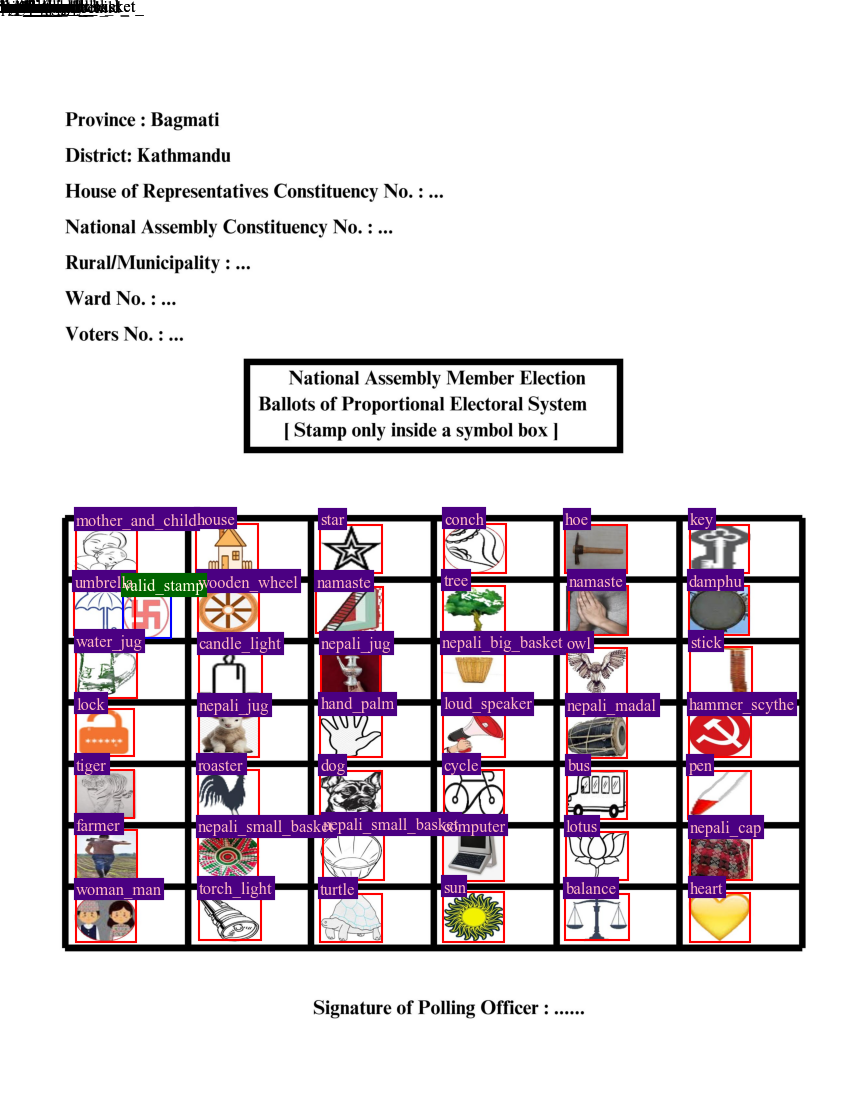 Province : Bagmati
District: Kathmandu
House of Representatives Constituency No. : ...
National Assembly Constituency No. : ...
Rural/Municipality : ...
Ward No. : ...
Voters No. : ...
National Assembly Member Election
Ballots of Proportional Electoral System
[ Stamp only inside a symbol box ]
mother_and_child house star conch hoe key
umbrella valid_stamp wooden_wheel namaste tree namaste damphu
water_jug candle_light nepali_jug nepali_big_basket owl stick
lock nepali_jug hand_palm loud_speaker nepali_madal hammer_scythe
tiger roaster dog cycle bus pen
farmer nepali_small_basket nepali_small_basket computer lotus nepali_cap
woman_man torch_light turtle sun balance heart
Signature of Polling Officer : ......